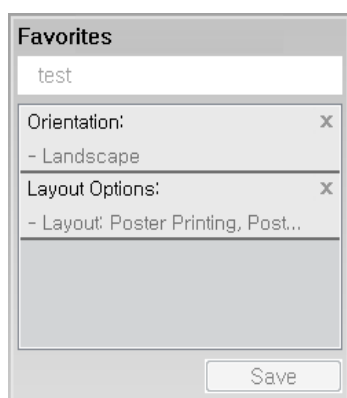 Favorites
test
Orientation: x
- Landscape
Layout Options: x
- Layout: Poster Printing, Post...
Save